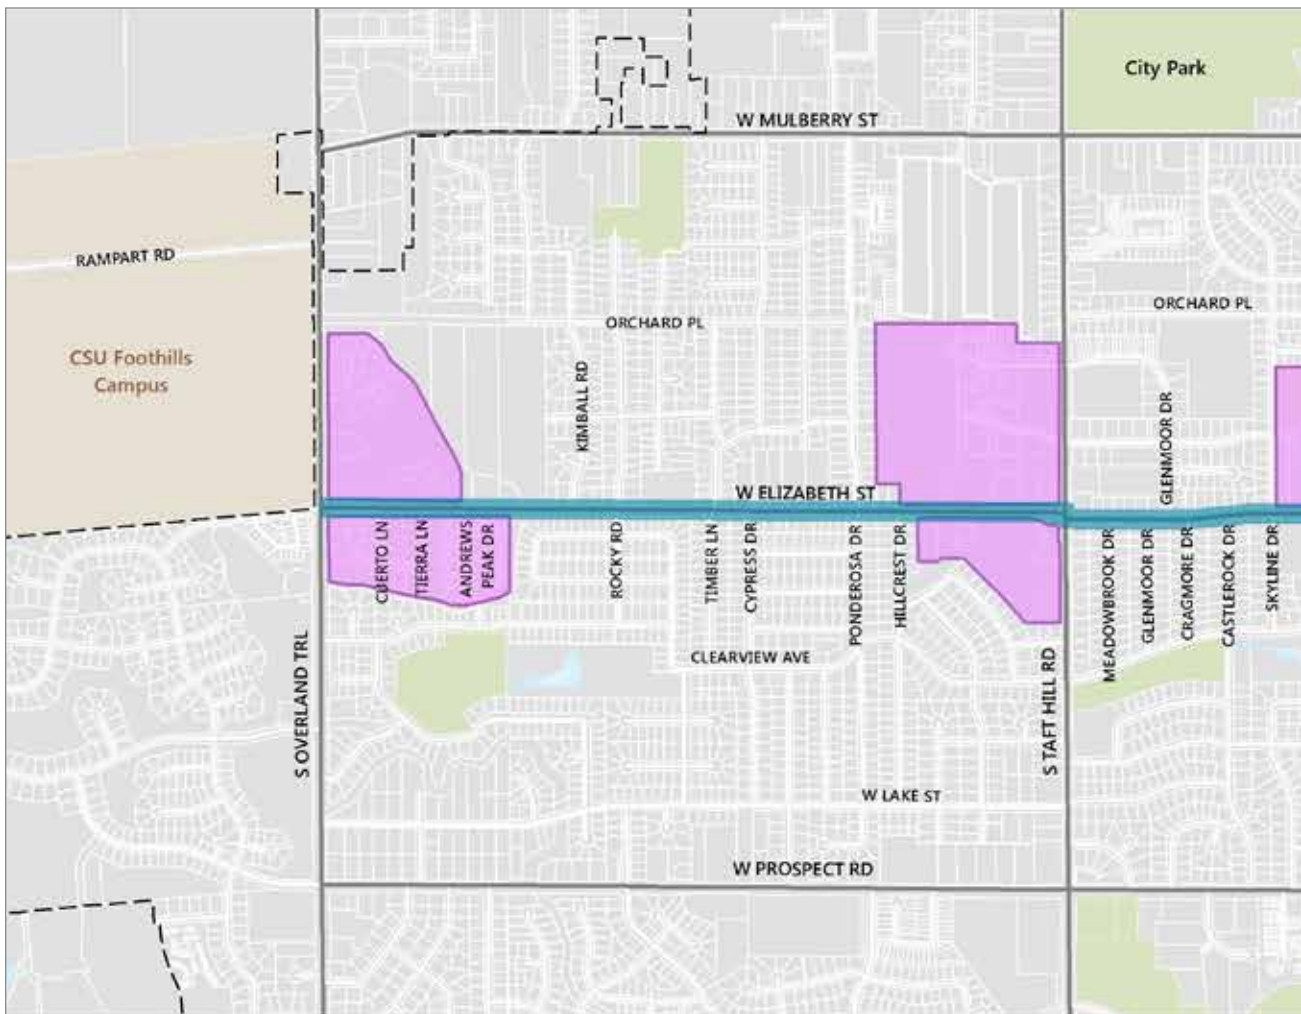 City Park
W MULBERRY ST
RAMPART RD
ORCHARD PL
ORCHARD PL
CSU Foothills
Campus
KIMBALL RD
GLENMOOR DR
W ELIZABETH ST
CUERTO LN
TIERRA LN
ANDREWS
PEAK DR
ROCKY RD
TIMBER LN
CYPRESS DR
PONDEROSA DR
HILLCREST DR
MEADOWBROOK DR
GLENMOOR DR
CRAGMORE DR
CASTLEROCK DR
SKYLINE DR
CLEARVIEW AVE
S OVERLAND TRL
S TAFT HILL RD
W LAKE ST
W PROSPECT RD